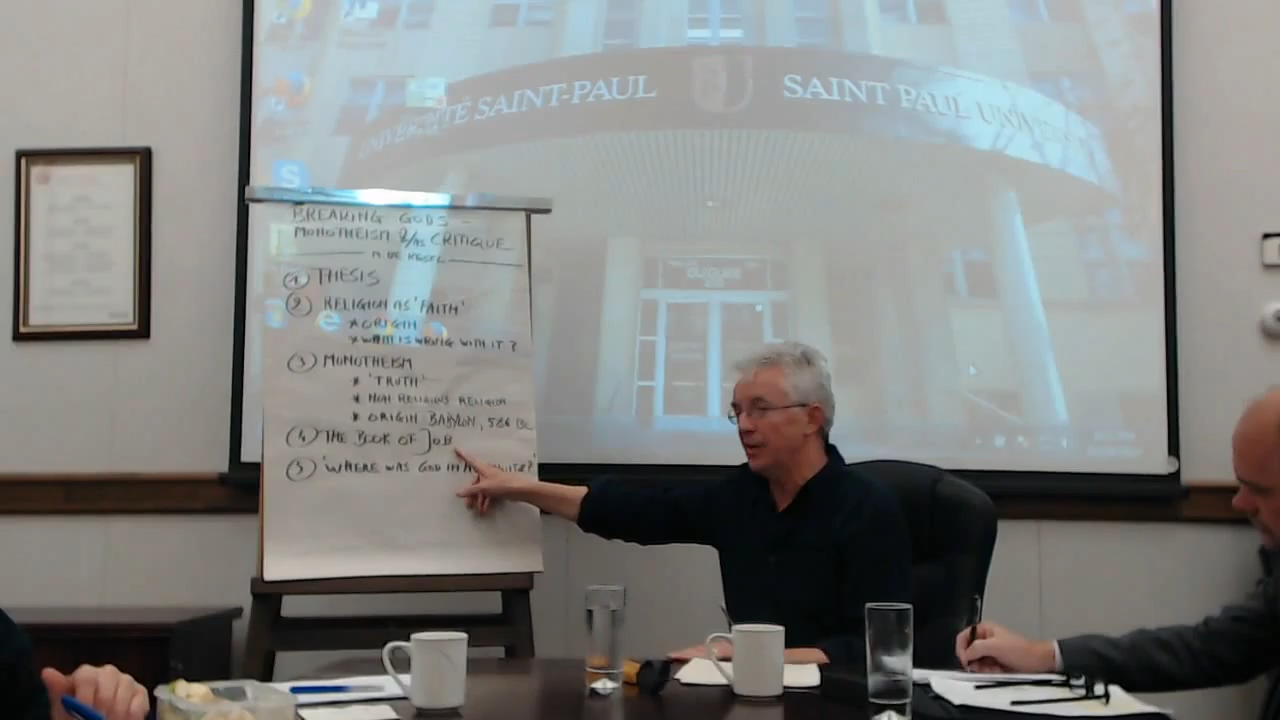 UNIVERSITÉ SAINT-PAUL
SAINT PAUL UNIVERSITY
BREAKING GODS –
MONOTHEISM &/AS CRITIQUE
① THESIS
② RELIGION AS 'FAITH'
* ORIGIN
* WHAT IS WRONG WITH IT?
③ MONOTHEISM
* 'TRUTH'
* NON RELIGIOUS RELIGION
* ORIGIN BABYLON, 586 BC
④ THE BOOK OF JOB
⑤ 'WHERE WAS GOD IN